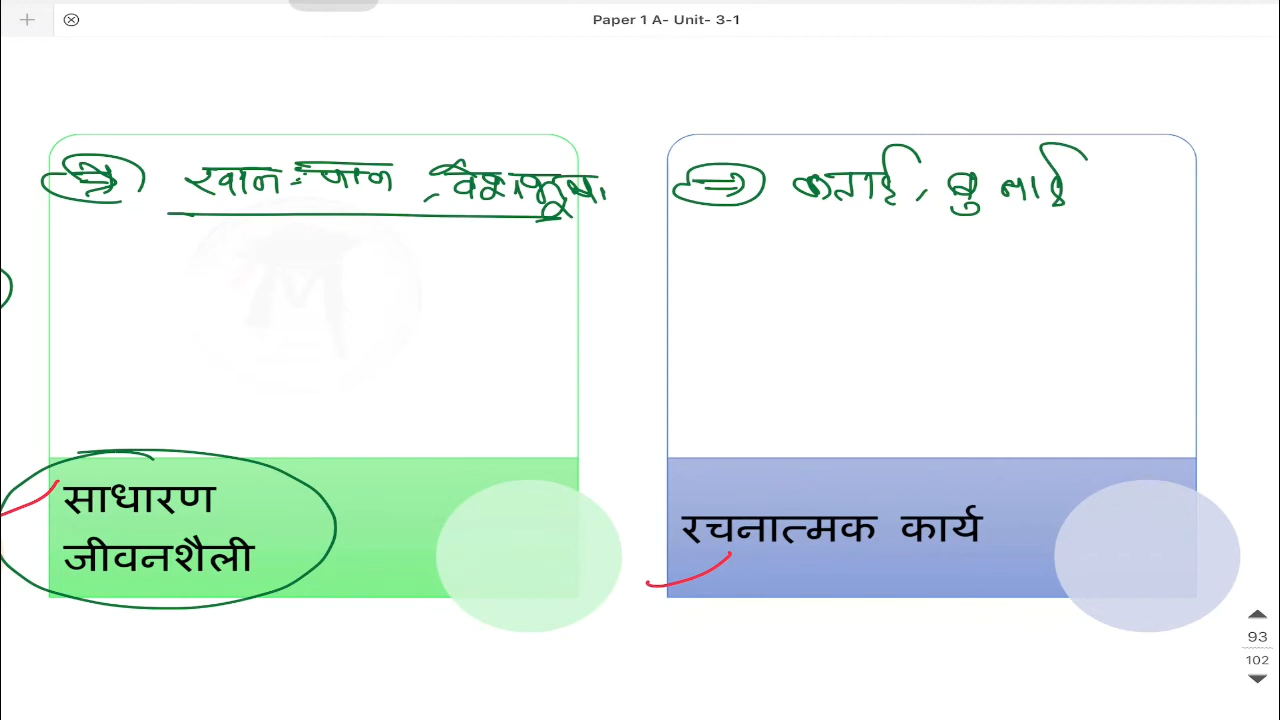 Paper 1 A- Unit- 3-1
खान-पान, वेशभूषा
कताई, बुनाई
साधारण
जीवनशैली
रचनात्मक कार्य
93
102